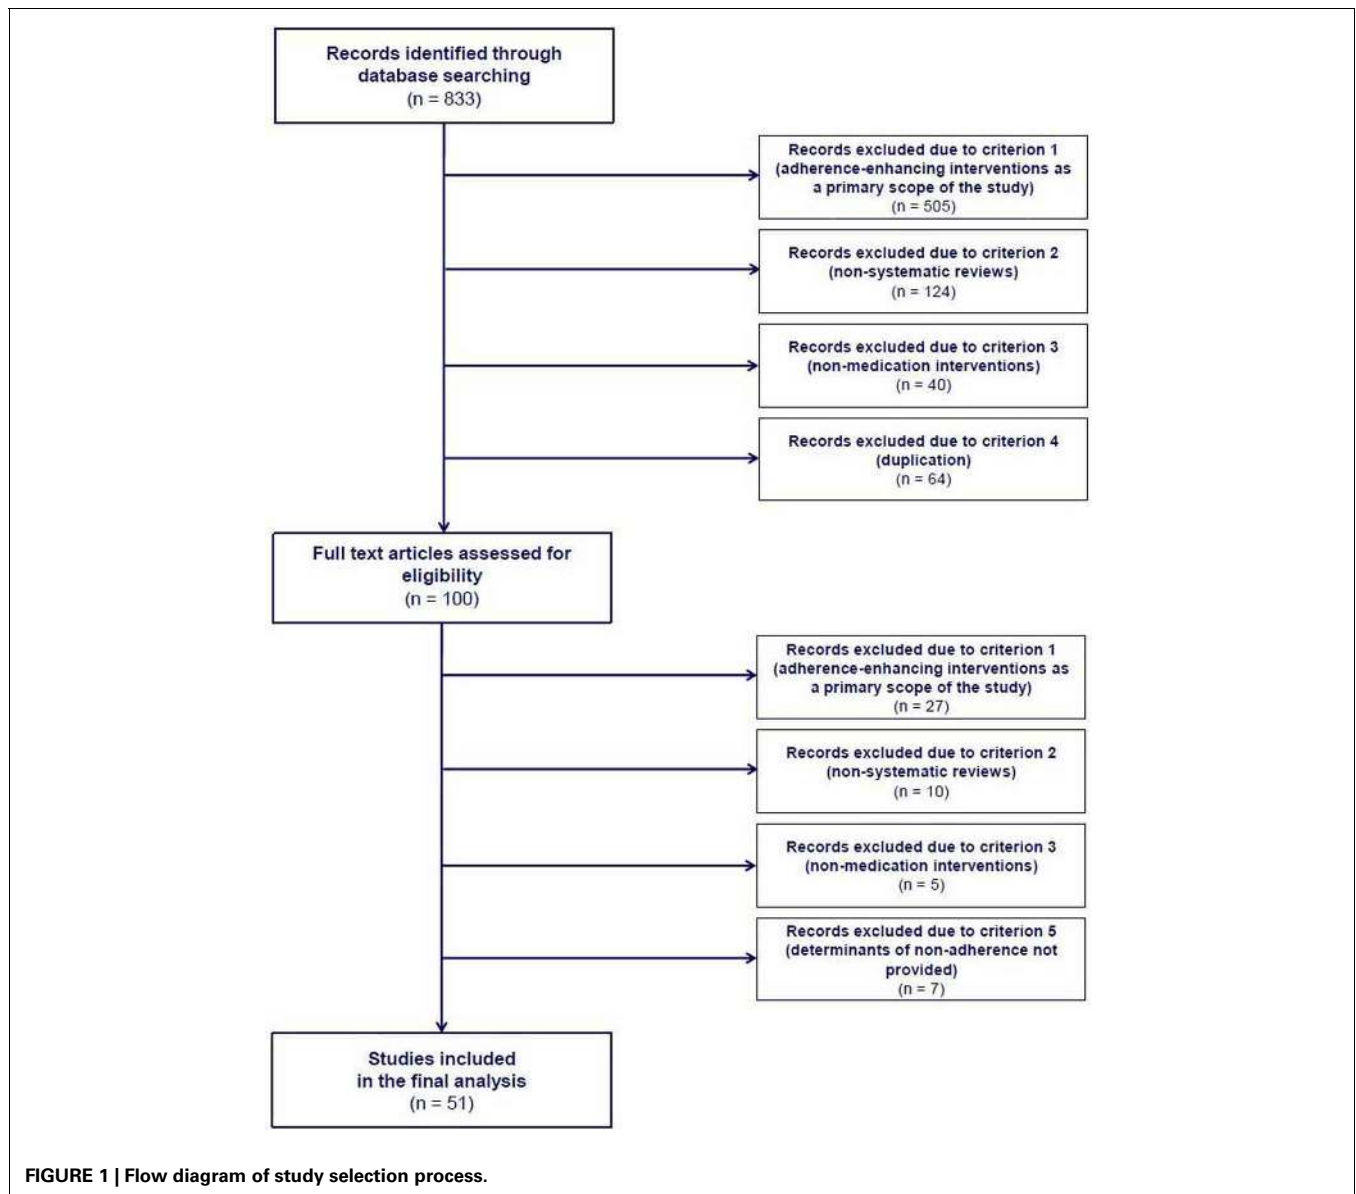 Records identified through
database searching
(n = 833)
Records excluded due to criterion 1
(adherence-enhancing interventions as
a primary scope of the study)
(n = 505)
Records excluded due to criterion 2
(non-systematic reviews)
(n = 124)
Records excluded due to criterion 3
(non-medication interventions)
(n = 40)
Records excluded due to criterion 4
(duplication)
(n = 64)
Full text articles assessed for
eligibility
(n = 100)
Records excluded due to criterion 1
(adherence-enhancing interventions as
a primary scope of the study)
(n = 27)
Records excluded due to criterion 2
(non-systematic reviews)
(n = 10)
Records excluded due to criterion 3
(non-medication interventions)
(n = 5)
Records excluded due to criterion 5
(determinants of non-adherence not
provided)
(n = 7)
Studies included
in the final analysis
(n = 51)
FIGURE 1 | Flow diagram of study selection process.